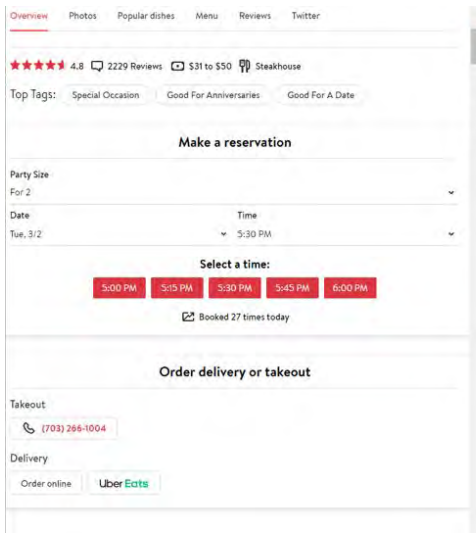 Overview Photos Popular dishes Menu Reviews Twitter
4.8 2229 Reviews $31 to $50 Steakhouse
Top Tags: Special Occasion Good For Anniversaries Good For A Date
Make a reservation
Party Size
For 2
Date Time
Tue, 3/2 5:30 PM
Select a time:
5:00 PM 5:15 PM 5:30 PM 5:45 PM 6:00 PM
Booked 27 times today
Order delivery or takeout
Takeout
(703) 266-1004
Delivery
Order online Uber Eats